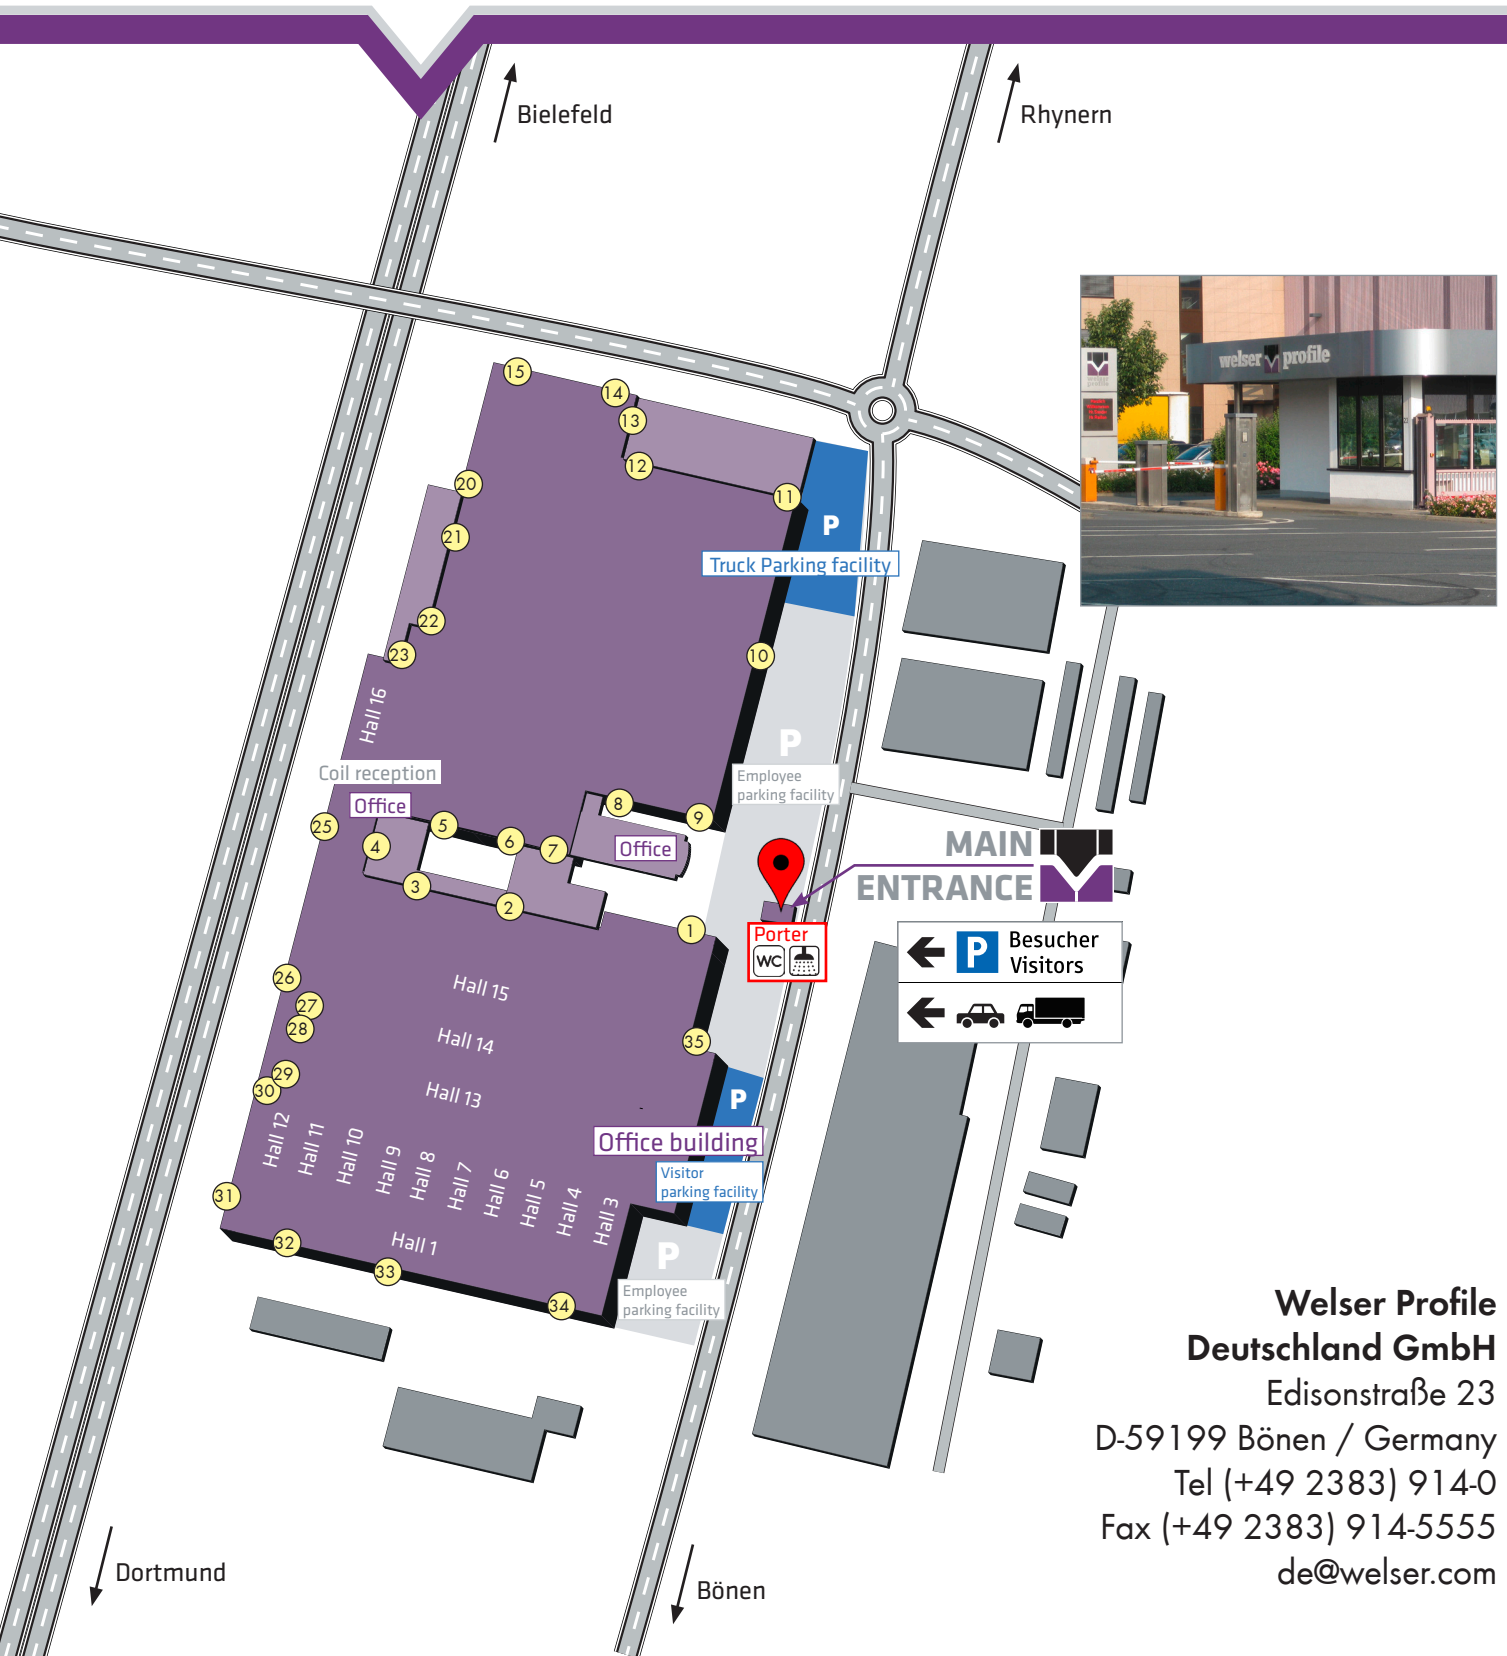 Bielefeld
Rhynern
welser profile
15
14
13
12
11
20
21
22
23
10
P
Truck Parking facility
P
Employee
parking facility
Hall 16
Coil reception
Office
25
5
4
3
6
7
2
8
9
Office
1
MAIN
ENTRANCE
Porter
WC
P
Besucher
Visitors
26
27
28
29
30
Hall 15
Hall 14
Hall 13
35
P
Office building
Visitor
parking facility
Hall 12
Hall 11
Hall 10
Hall 9
Hall 8
Hall 7
Hall 6
Hall 5
Hall 4
Hall 3
31
32
33
34
Hall 1
P
Employee
parking facility
Dortmund
Bönen
Welser Profile
Deutschland GmbH
Edisonstraße 23
D-59199 Bönen / Germany
Tel (+49 2383) 914-0
Fax (+49 2383) 914-5555
de@welser.com